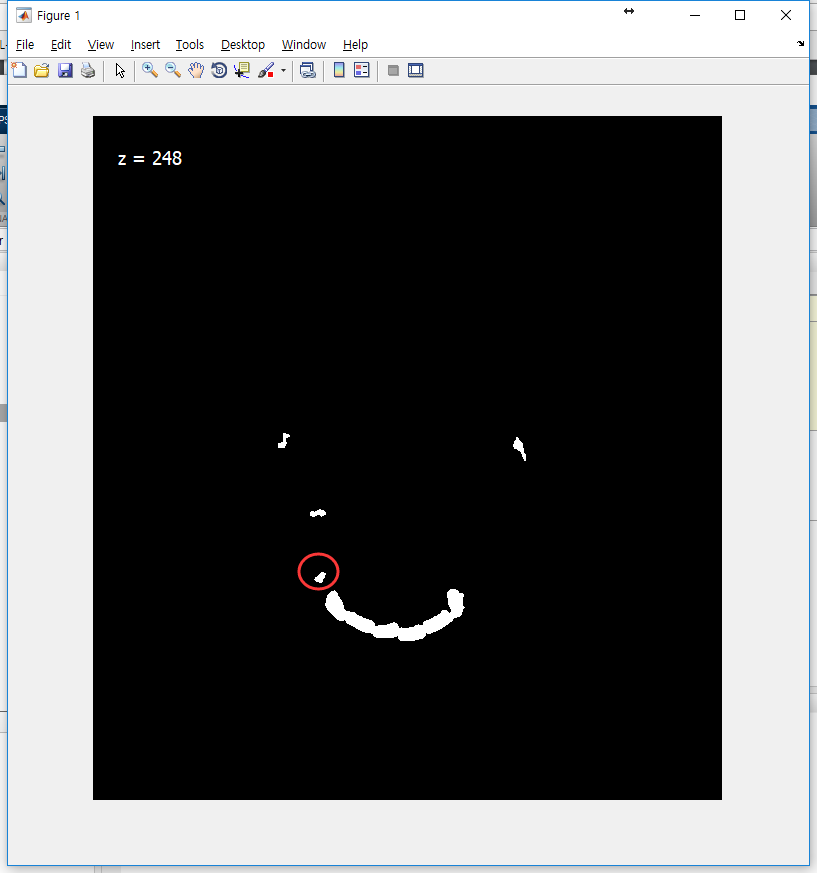 Figure 1
File Edit View Insert Tools Desktop Window Help
z = 248